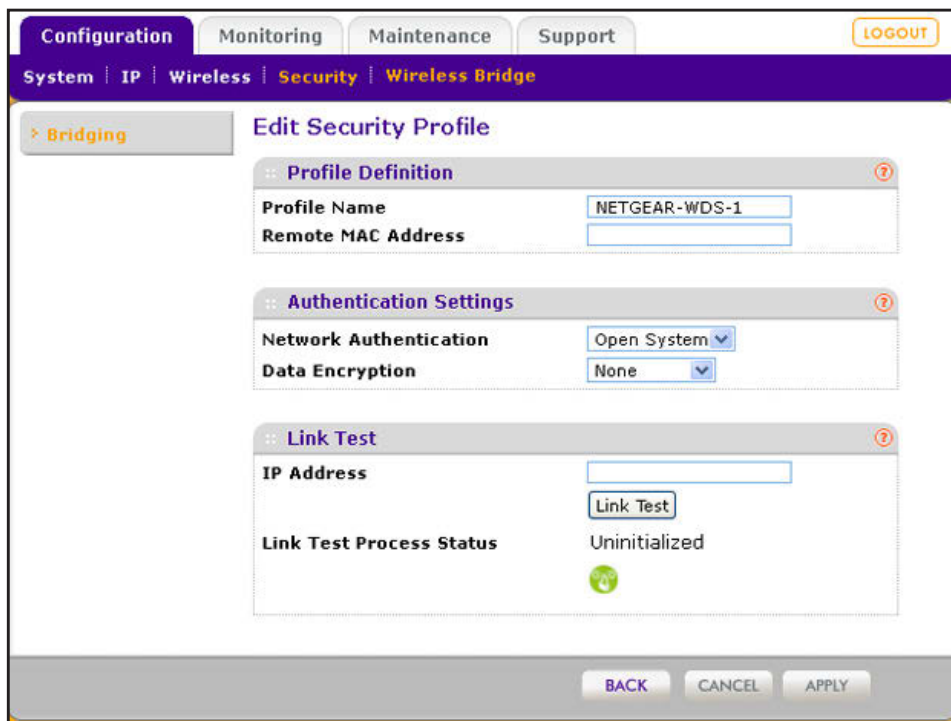 Configuration Monitoring Maintenance Support LOGOUT
System IP Wireless Security Wireless Bridge
> Bridging
Edit Security Profile
:: Profile Definition ?
Profile Name NETGEAR-WDS-1
Remote MAC Address
:: Authentication Settings ?
Network Authentication Open System
Data Encryption None
:: Link Test ?
IP Address
Link Test
Link Test Process Status Uninitialized
BACK CANCEL APPLY